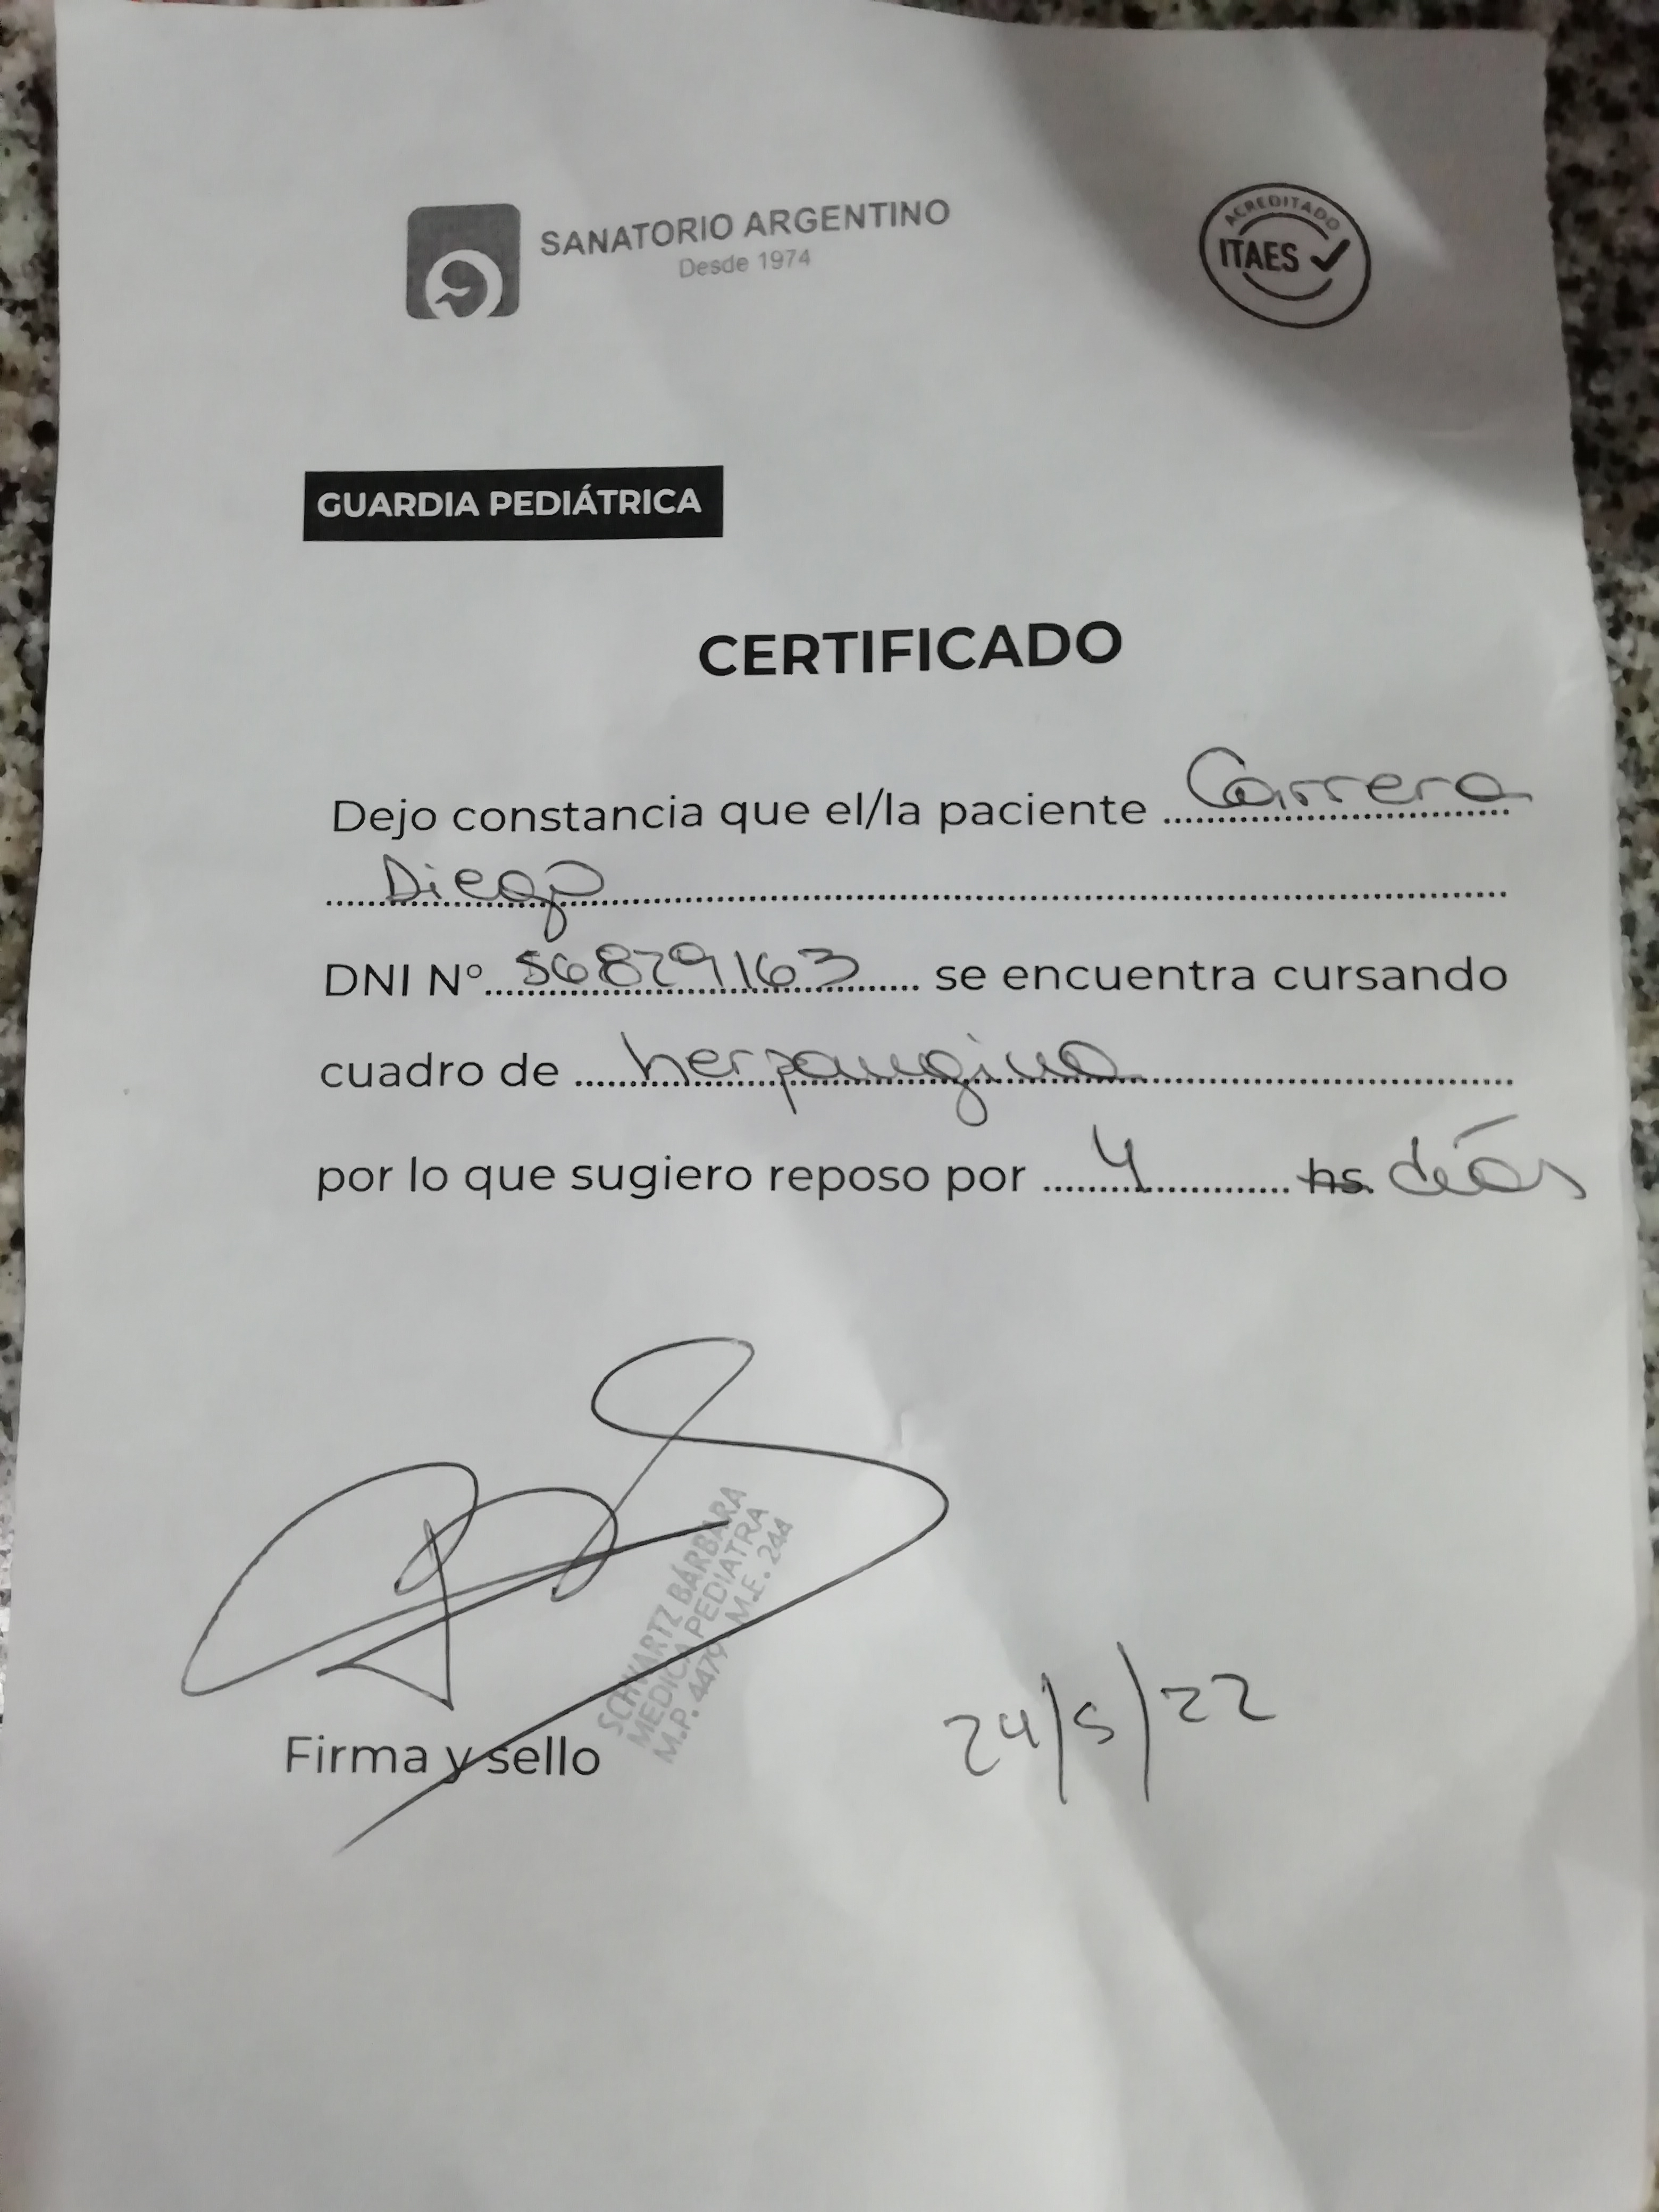 SANATORIO ARGENTINO
Desde 1974
ACREDITADO
ITAES
GUARDIA PEDIÁTRICA
CERTIFICADO
Dejo constancia que el/la paciente Carrera
Diego
DNI Nº 56879163 se encuentra cursando
cuadro de herpangina
por lo que sugiero reposo por 4 hs. días
SCHVARTZ BÁRBARA
MEDICA PEDIATRA
M.P. 4479 M.E. 244
Firma y sello
24/5/22